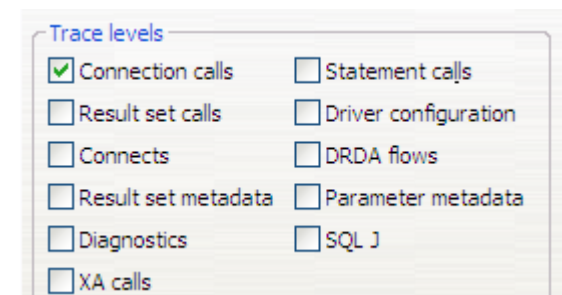 Trace levels
Connection calls Statement calls
Result set calls Driver configuration
Connects DRDA flows
Result set metadata Parameter metadata
Diagnostics SQL J
XA calls